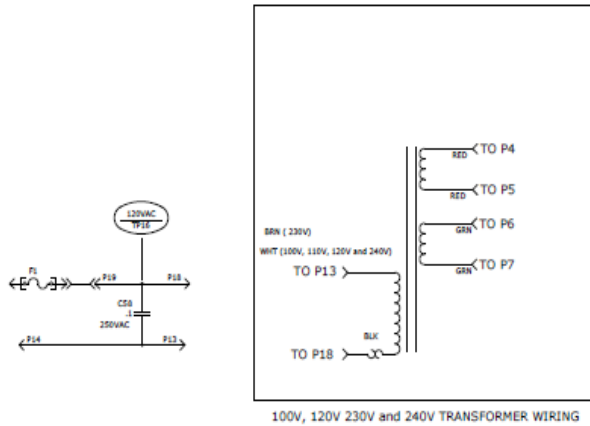 120VAC
TP16
F1
P19
P18
C58
.1
250VAC
P14
P13
BRN ( 230V)
WHT (100V, 110V, 120V and 240V)
TO P13
BLK
TO P18
RED
TO P4
RED
TO P5
GRN
TO P6
GRN
TO P7
100V, 120V 230V and 240V TRANSFORMER WIRING